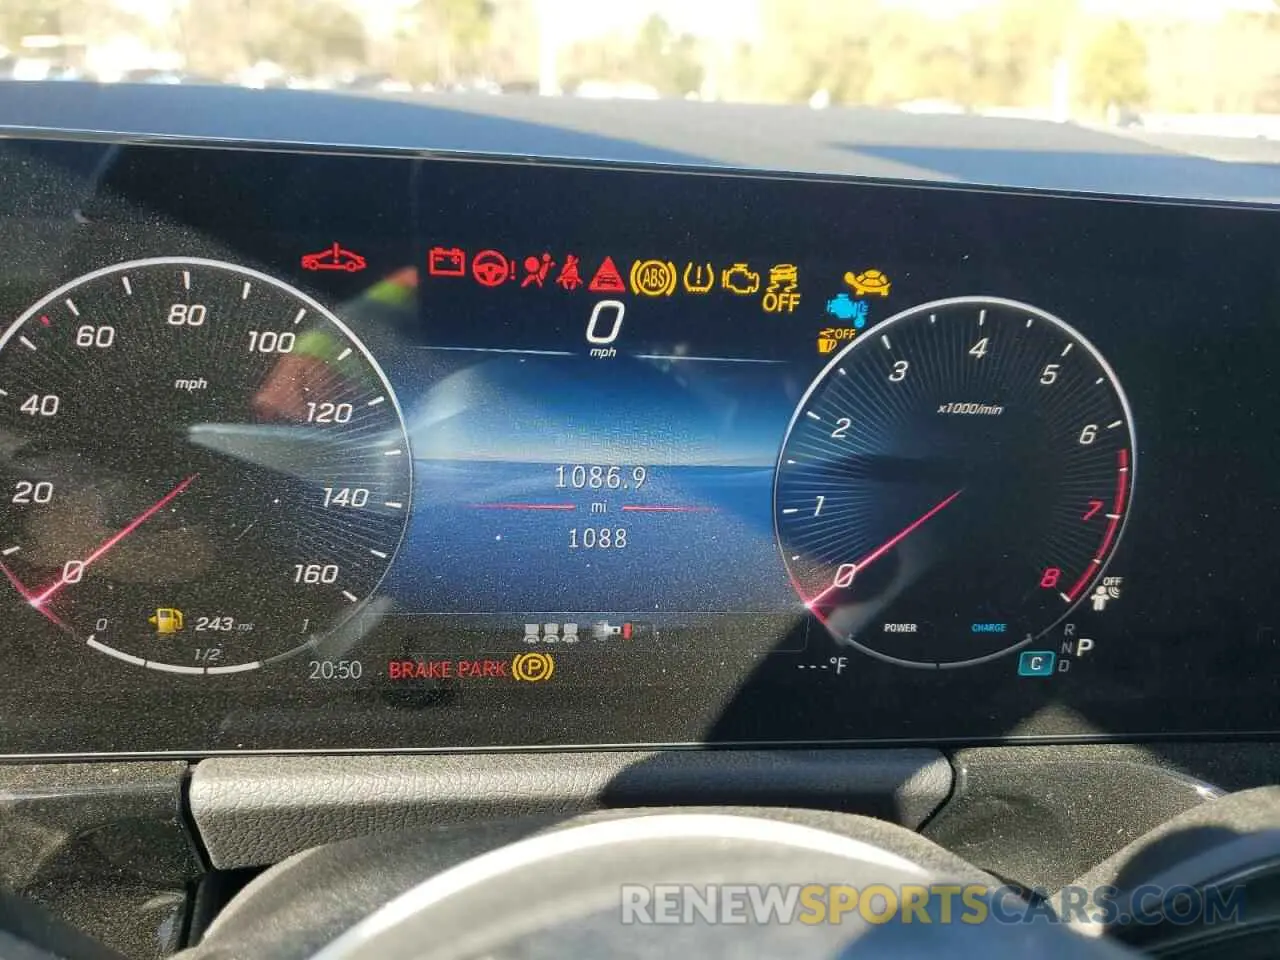 ABS
OFF
OFF
0
mph
0
20
40
60
80
100
120
140
160
mph
0
1/2
1
243 mi
20:50
BRAKE PARK
P
1086.9
mi
1088
0
1
2
3
4
5
6
7
8
x1000/min
POWER
CHARGE
---°F
C
R
N
D
P
OFF
RENEWSPORTSCARS.COM